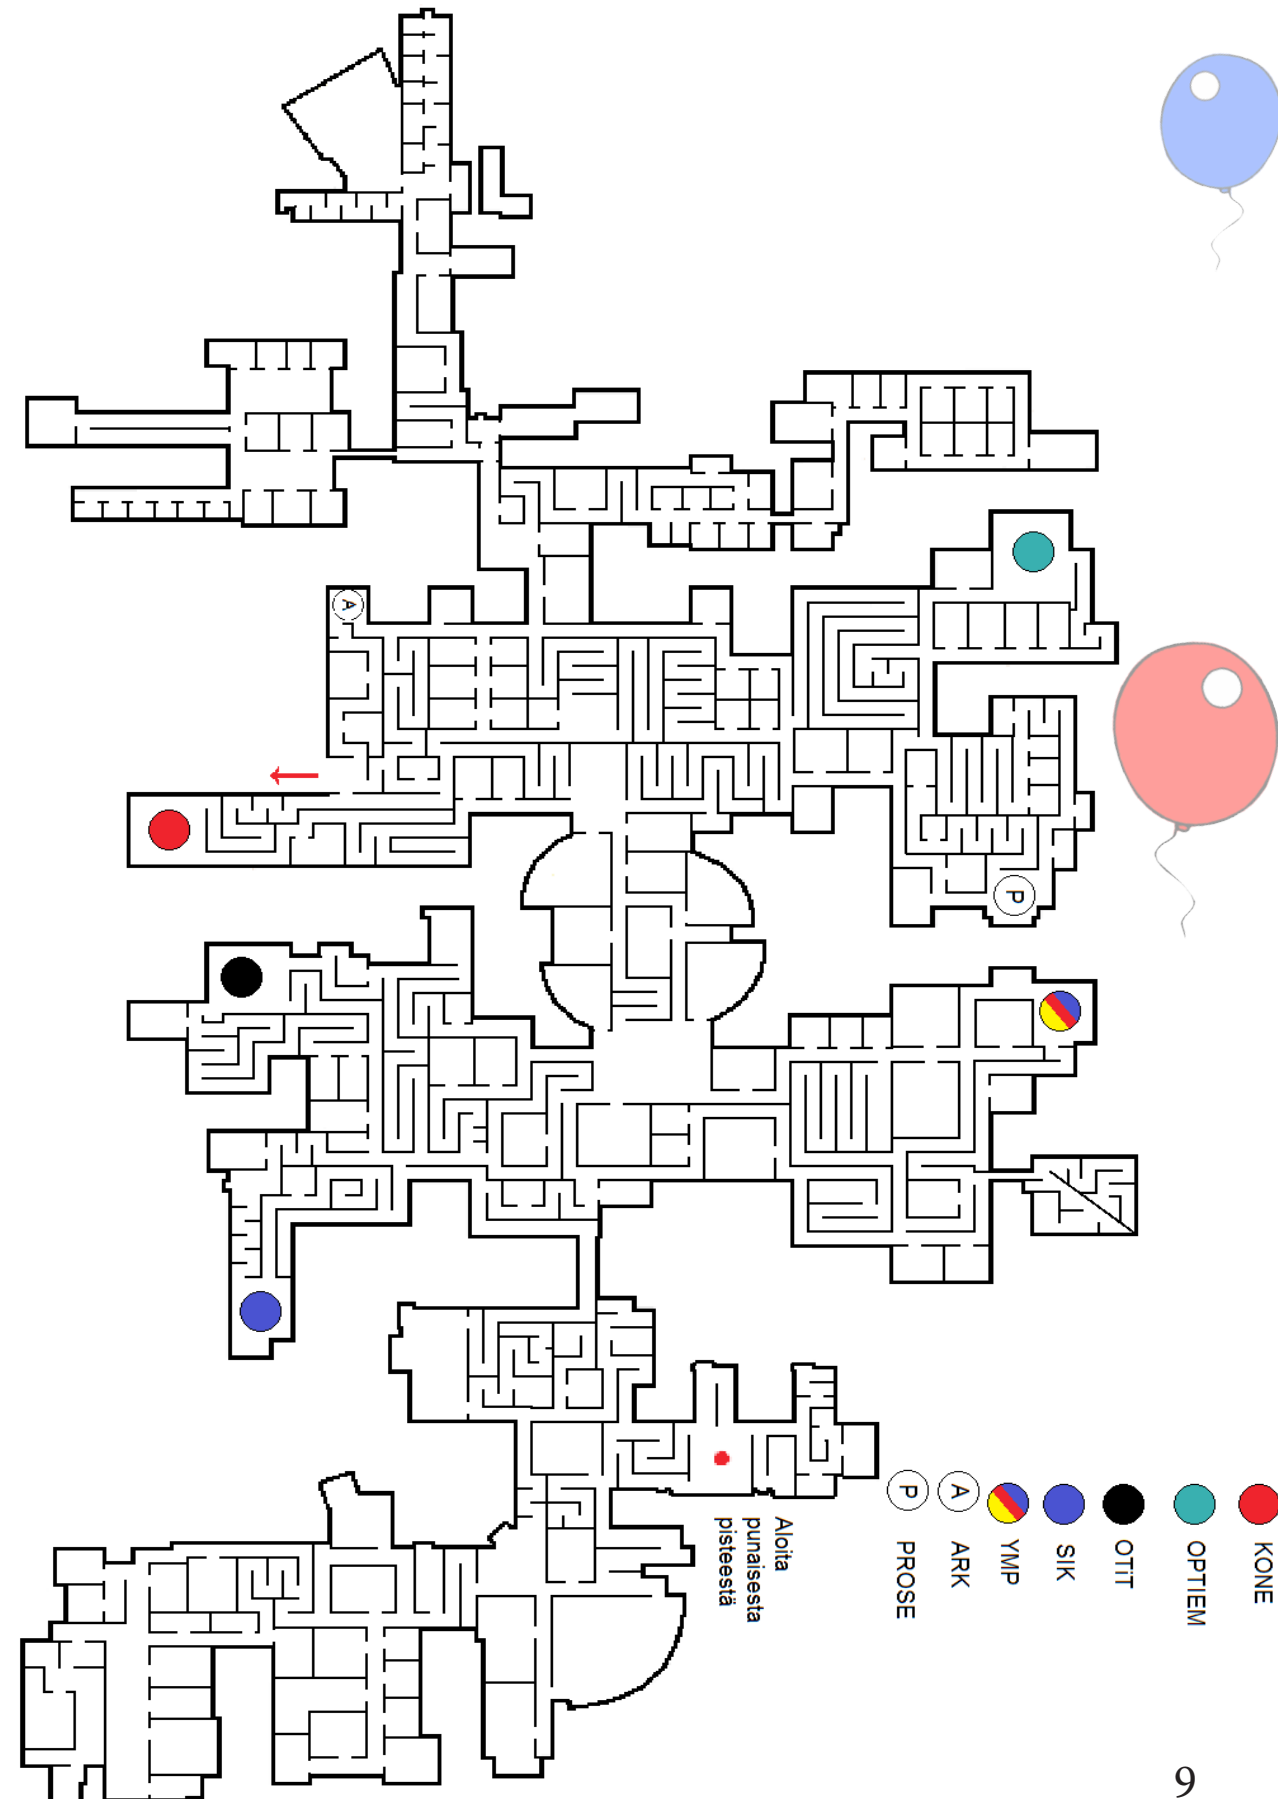 A
P
KONE
OPTIEM
OTiT
SIK
YMP
A ARK
P PROSE
Aloita
punaisesta
pisteestä
9